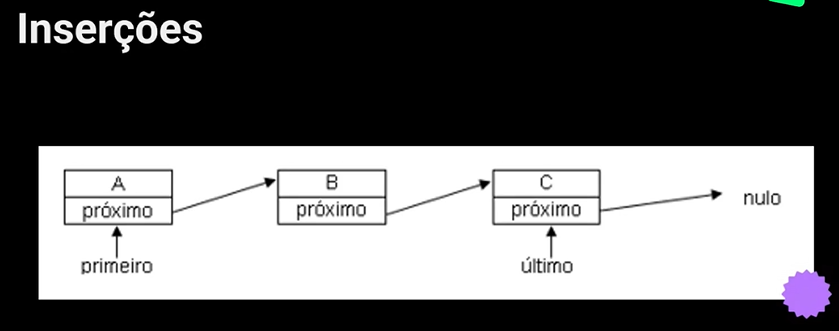 Inserções
A
B
C
próximo
próximo
próximo
nulo
primeiro
último